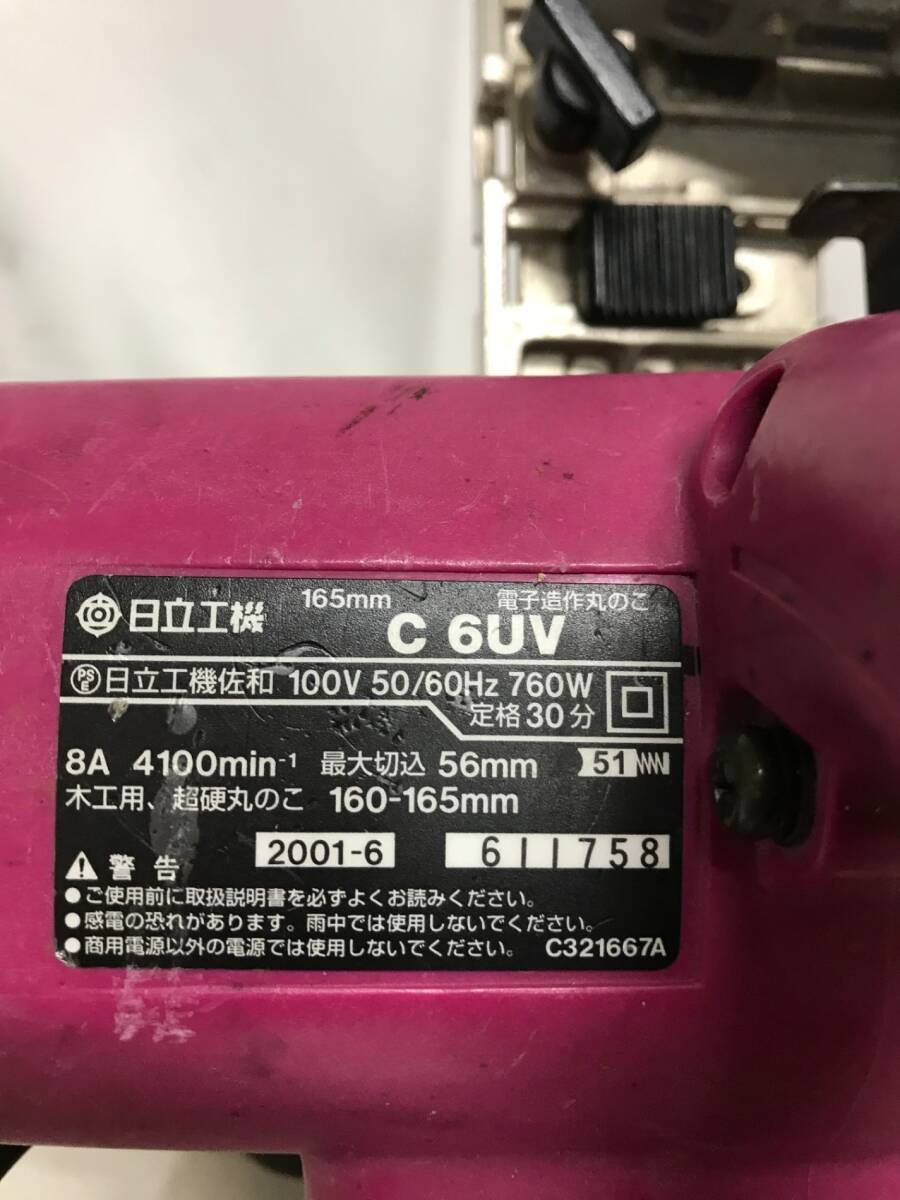 165mm 電子造作丸のこ
日立工機 C 6UV
PSE 日立工機佐和 100V 50/60Hz 760W
定格30分
8A 4100min⁻¹ 最大切込 56mm 51
木工用、超硬丸のこ 160-165mm
2001-6 611758
警告
●ご使用前に取扱説明書を必ずよくお読みください。
●感電の恐れがあります。雨中では使用しないでください。
●商用電源以外の電源では使用しないでください。 C321667A